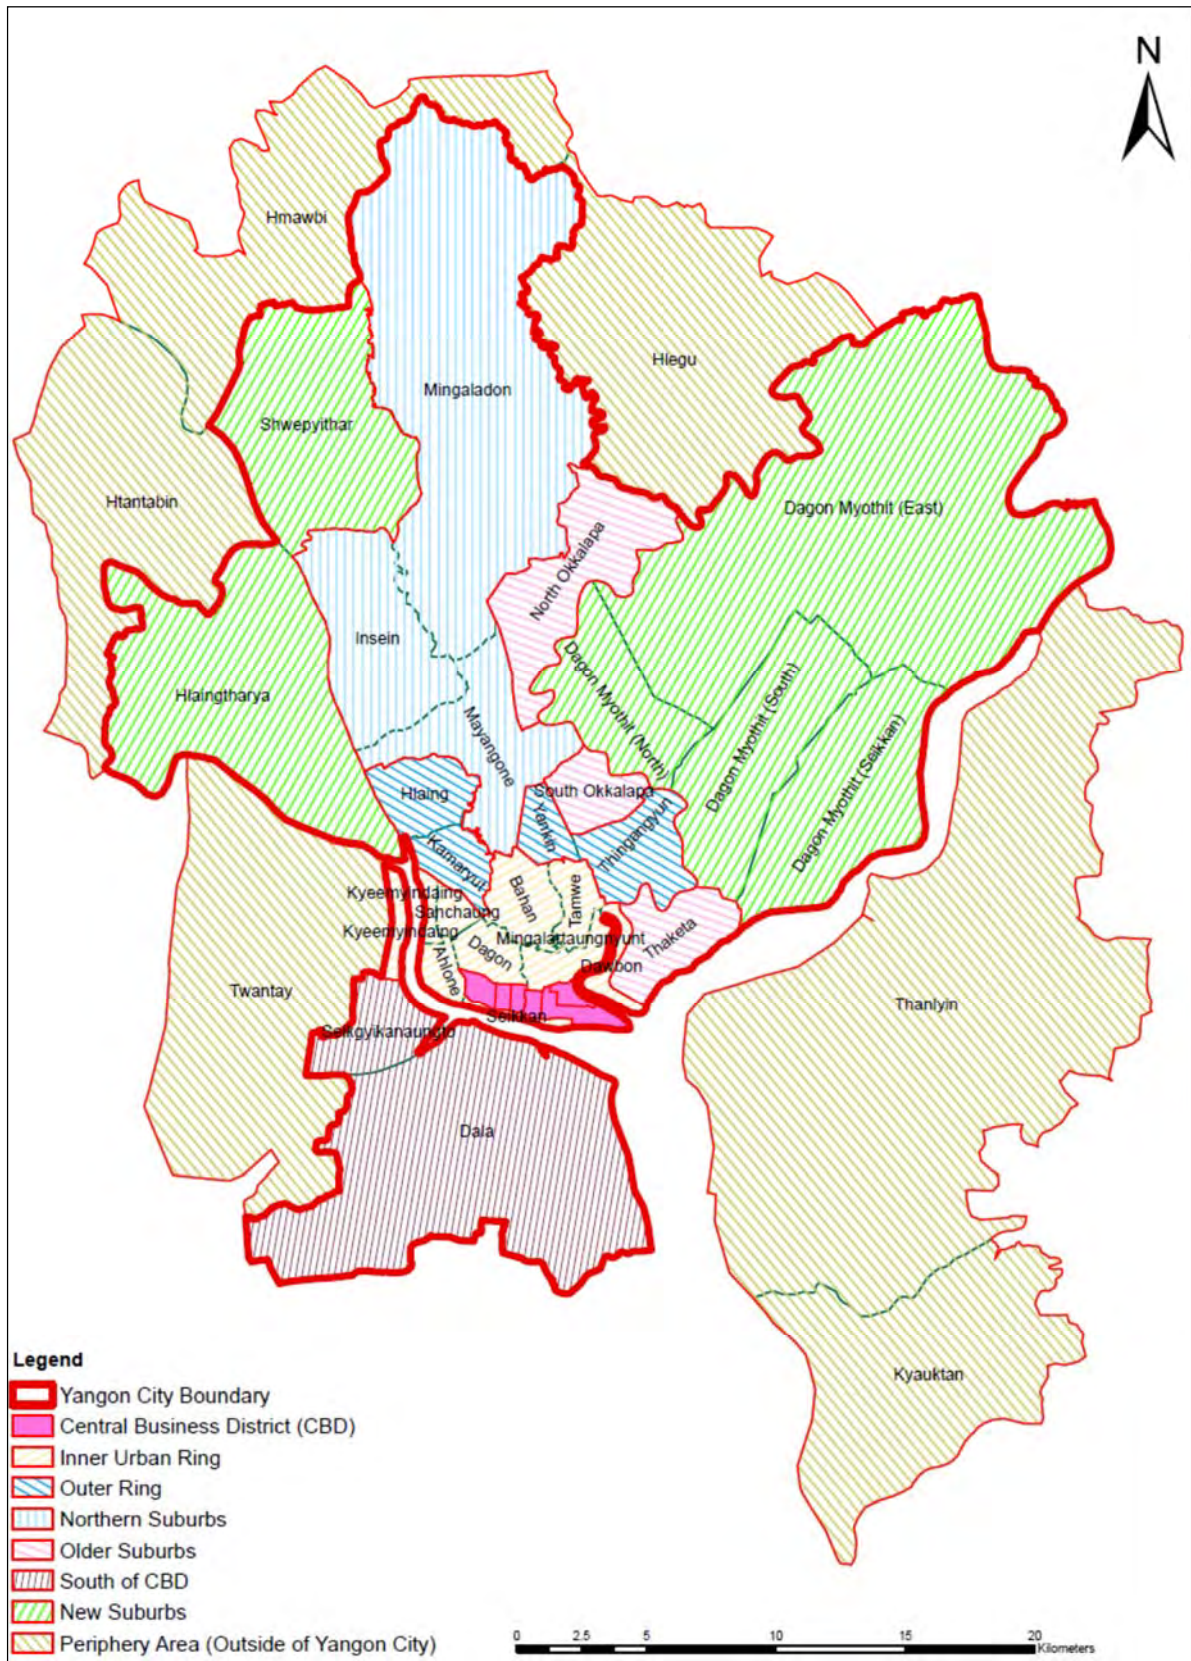 N
Hmawbi
Hlegu
Mingaladon
Shwepyithar
Htantabin
Dagon Myothit (East)
North Okkalapa
Insein
Hlaingtharya
Dagon Myothit (North)
Dagon Myothit (South)
Dagon Myothit (Seikkan)
Mayangone
Hlaing
South Okkalapa
Yankin
Thingangyun
Kamaryut
Kyeemyindaing
Sanchaung
Bahan
Tamwe
Kyeemyindaing
Mingalartaungnyunt
Thaketa
Dagon
Ahlone
Dawbon
Twantay
Thanlyin
Seikkan
Seikgyikanaungto
Dala
Kyauktan
Legend
Yangon City Boundary
Central Business District (CBD)
Inner Urban Ring
Outer Ring
Northern Suburbs
Older Suburbs
South of CBD
New Suburbs
Periphery Area (Outside of Yangon City)
0 2.5 5 10 15 20
Kilometers